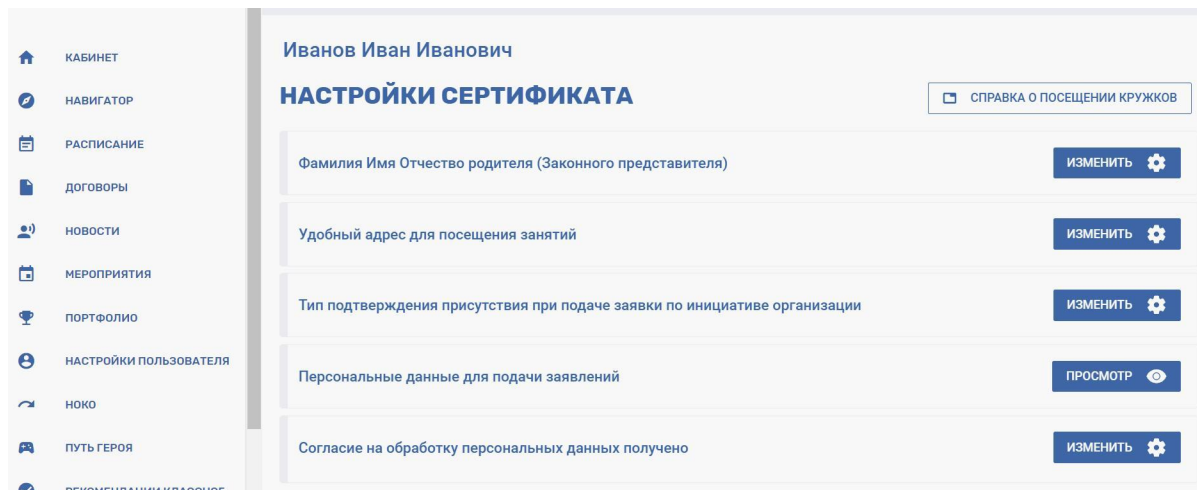 Иванов Иван Иванович
НАСТРОЙКИ СЕРТИФИКАТА
СПРАВКА О ПОСЕЩЕНИИ КРУЖКОВ
КАБИНЕТ
НАВИГАТОР
РАСПИСАНИЕ
ДОГОВОРЫ
НОВОСТИ
МЕРОПРИЯТИЯ
ПОРТФОЛИО
НАСТРОЙКИ ПОЛЬЗОВАТЕЛЯ
НОКО
ПУТЬ ГЕРОЯ
Фамилия Имя Отчество родителя (Законного представителя)
ИЗМЕНИТЬ
Удобный адрес для посещения занятий
ИЗМЕНИТЬ
Тип подтверждения присутствия при подаче заявки по инициативе организации
ИЗМЕНИТЬ
Персональные данные для подачи заявлений
ПРОСМОТР
Согласие на обработку персональных данных получено
ИЗМЕНИТЬ